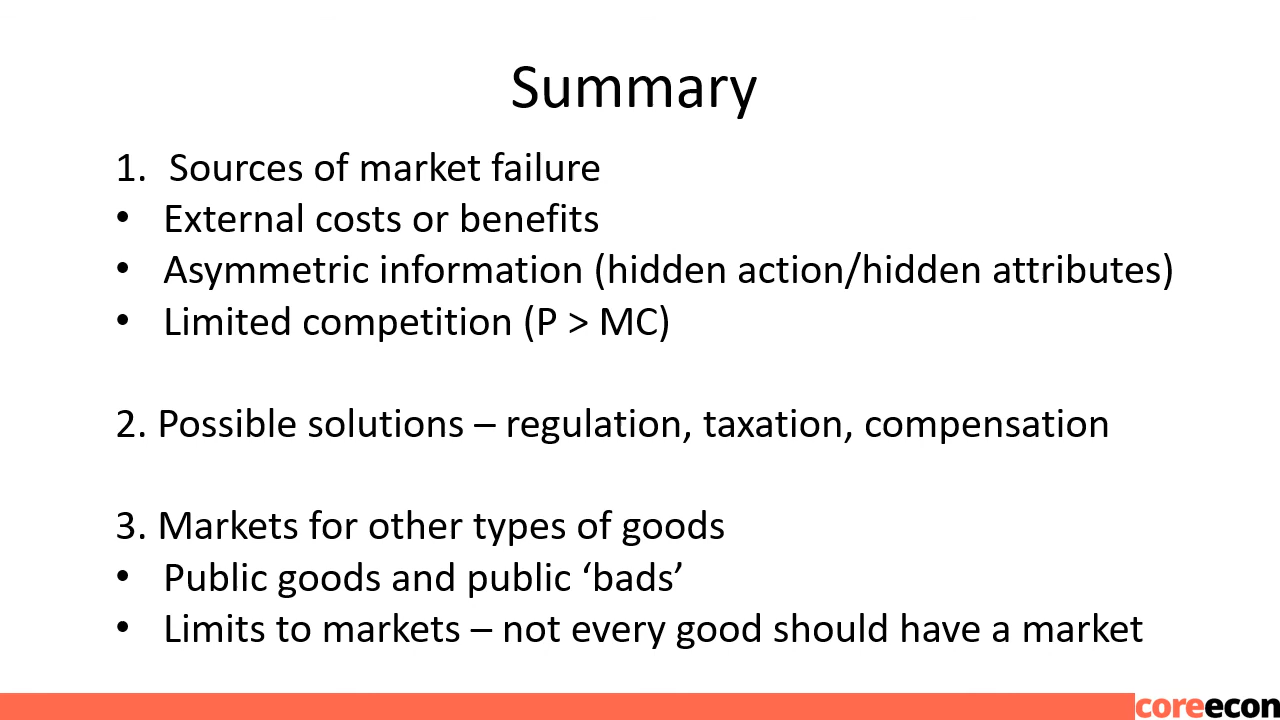 Summary
1. Sources of market failure
• External costs or benefits
• Asymmetric information (hidden action/hidden attributes)
• Limited competition (P > MC)
2. Possible solutions – regulation, taxation, compensation
3. Markets for other types of goods
• Public goods and public ‘bads’
• Limits to markets – not every good should have a market
coreecon